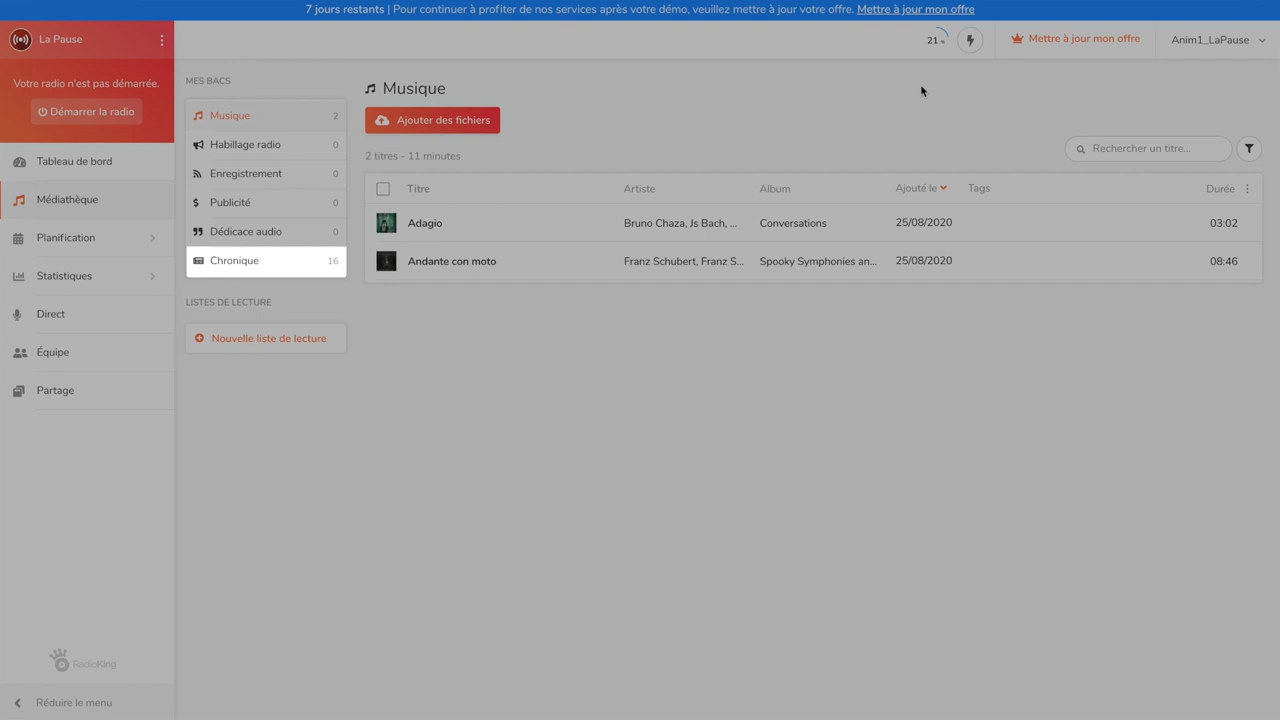 7 jours restants | Pour continuer à profiter de nos services après votre démo, veuillez mettre à jour votre offre. Mettre à jour mon offre
La Pause
21 %
Mettre à jour mon offre
Anim1_LaPause
Votre radio n'est pas démarrée.
Démarrer la radio
Tableau de bord
Médiathèque
Planification
Statistiques
Direct
Équipe
Partage
RadioKing
Réduire le menu
MES BACS
Musique 2
Habillage radio 0
Enregistrement 0
Publicité 0
Dédicace audio 0
Chronique 16
LISTES DE LECTURE
Nouvelle liste de lecture
Musique
Ajouter des fichiers
2 titres - 11 minutes
Rechercher un titre...
Titre Artiste Album Ajouté le Tags Durée
Adagio Bruno Chaza, Js Bach, ... Conversations 25/08/2020 03:02
Andante con moto Franz Schubert, Franz S... Spooky Symphonies an... 25/08/2020 08:46